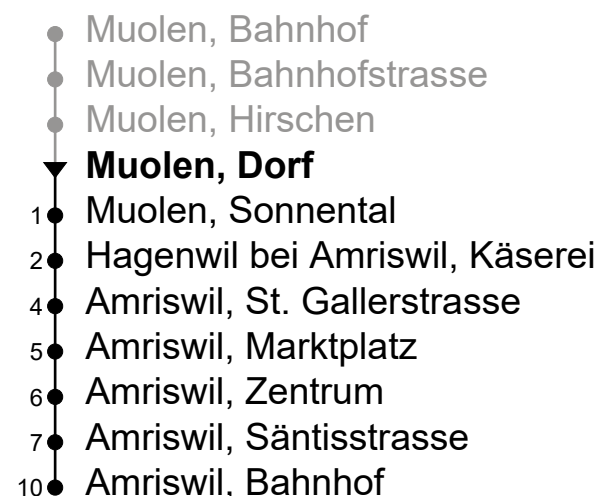 Muolen, Bahnhof
Muolen, Bahnhofstrasse
Muolen, Hirschen
Muolen, Dorf
1 Muolen, Sonnental
2 Hagenwil bei Amriswil, Käserei
4 Amriswil, St. Gallerstrasse
5 Amriswil, Marktplatz
6 Amriswil, Zentrum
7 Amriswil, Säntisstrasse
10 Amriswil, Bahnhof